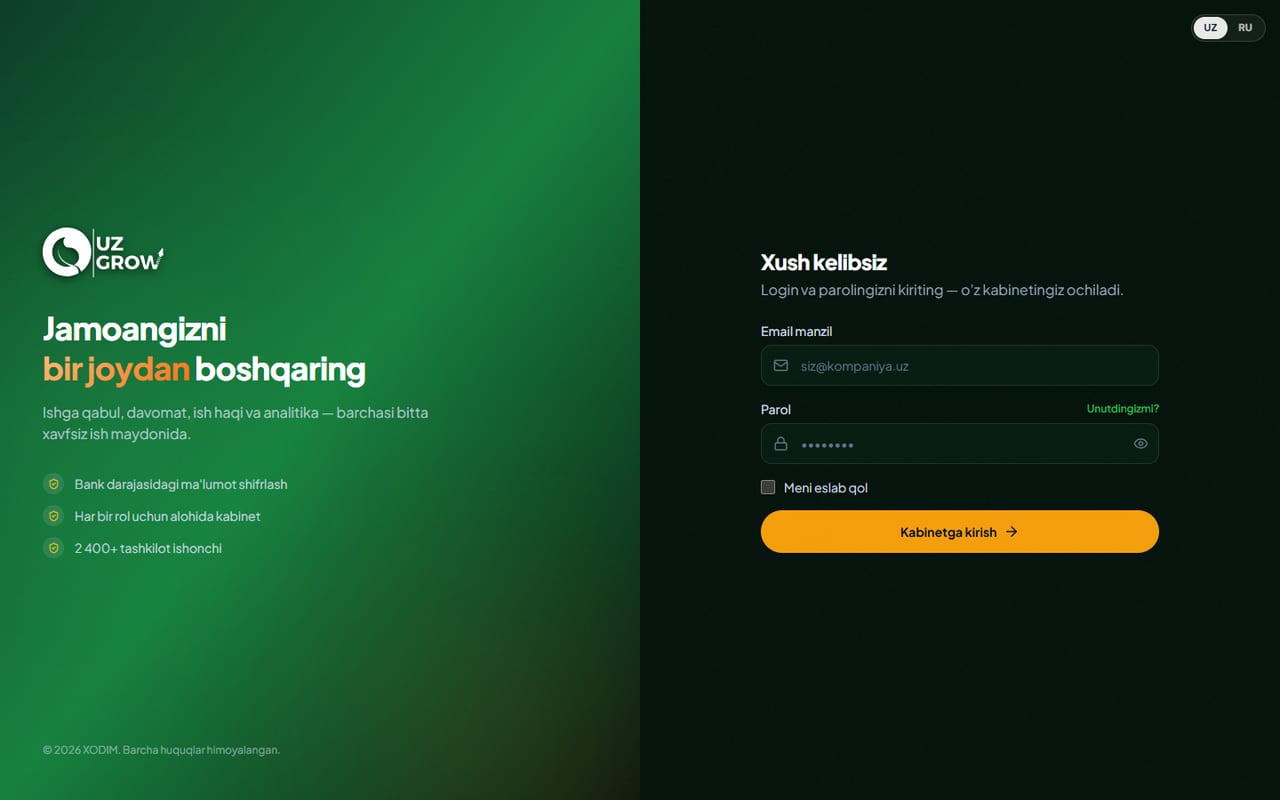 UZ
GROW
Jamoangizni
bir joydan boshqaring
Ishga qabul, davomat, ish haqi va analitika — barchasi bitta
xavfsiz ish maydonida.
Bank darajasidagi ma'lumot shifrlash
Har bir rol uchun alohida kabinet
2 400+ tashkilot ishonchi
© 2026 XODIM. Barcha huquqlar himoyalangan.
UZ RU
Xush kelibsiz
Login va parolingizni kiriting — o'z kabinetingiz ochiladi.
Email manzil
siz@kompaniya.uz
Parol Unutdingizmi?
••••••••
Meni eslab qol
Kabinetga kirish →